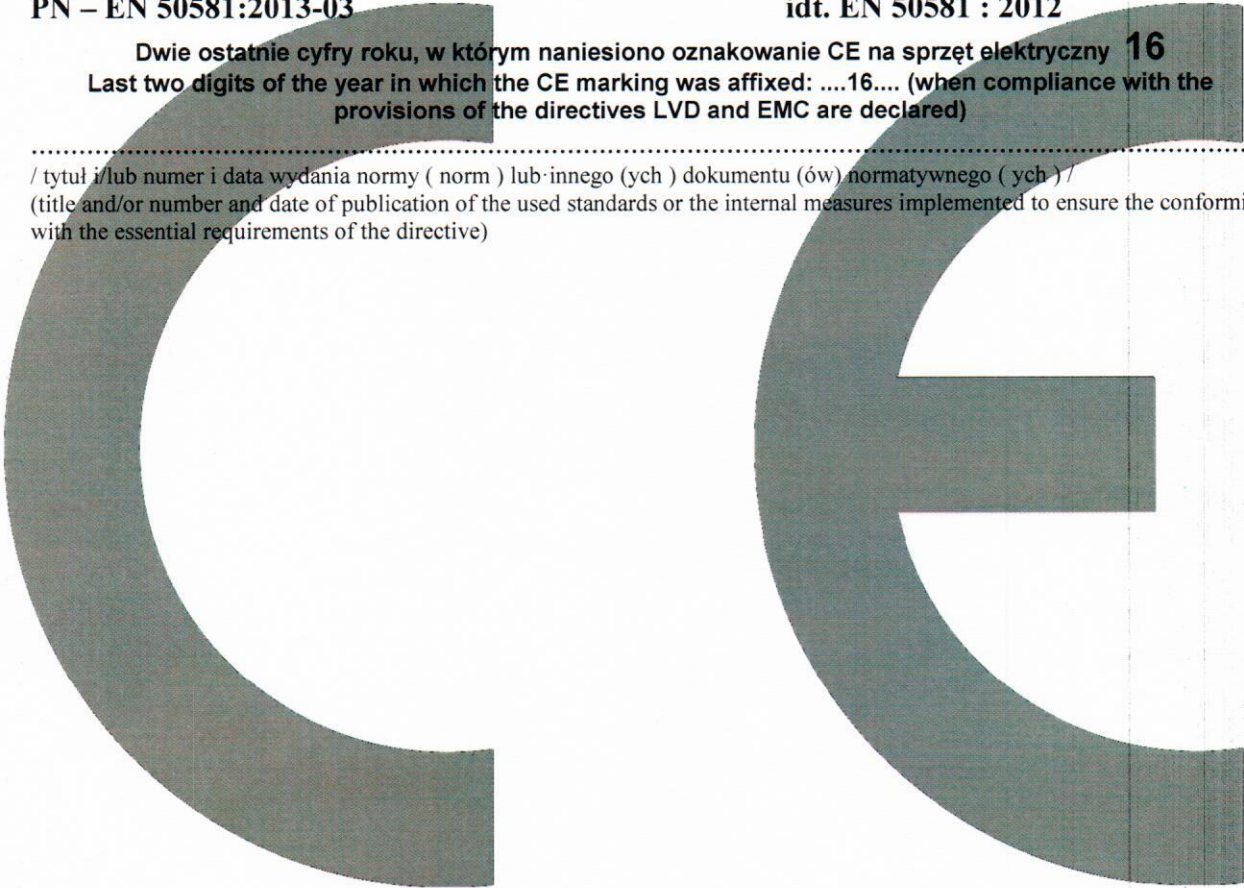 PN – EN 50581:2013-03 idt. EN 50581 : 2012
Dwie ostatnie cyfry roku, w którym naniesiono oznakowanie CE na sprzęt elektryczny 16
Last two digits of the year in which the CE marking was affixed: ....16.... (when compliance with the
provisions of the directives LVD and EMC are declared)
/ tytuł i/lub numer i data wydania normy ( norm ) lub innego (ych ) dokumentu (ów) normatywnego ( ych ) /
(title and/or number and date of publication of the used standards or the internal measures implemented to ensure the conformi
with the essential requirements of the directive)
CE